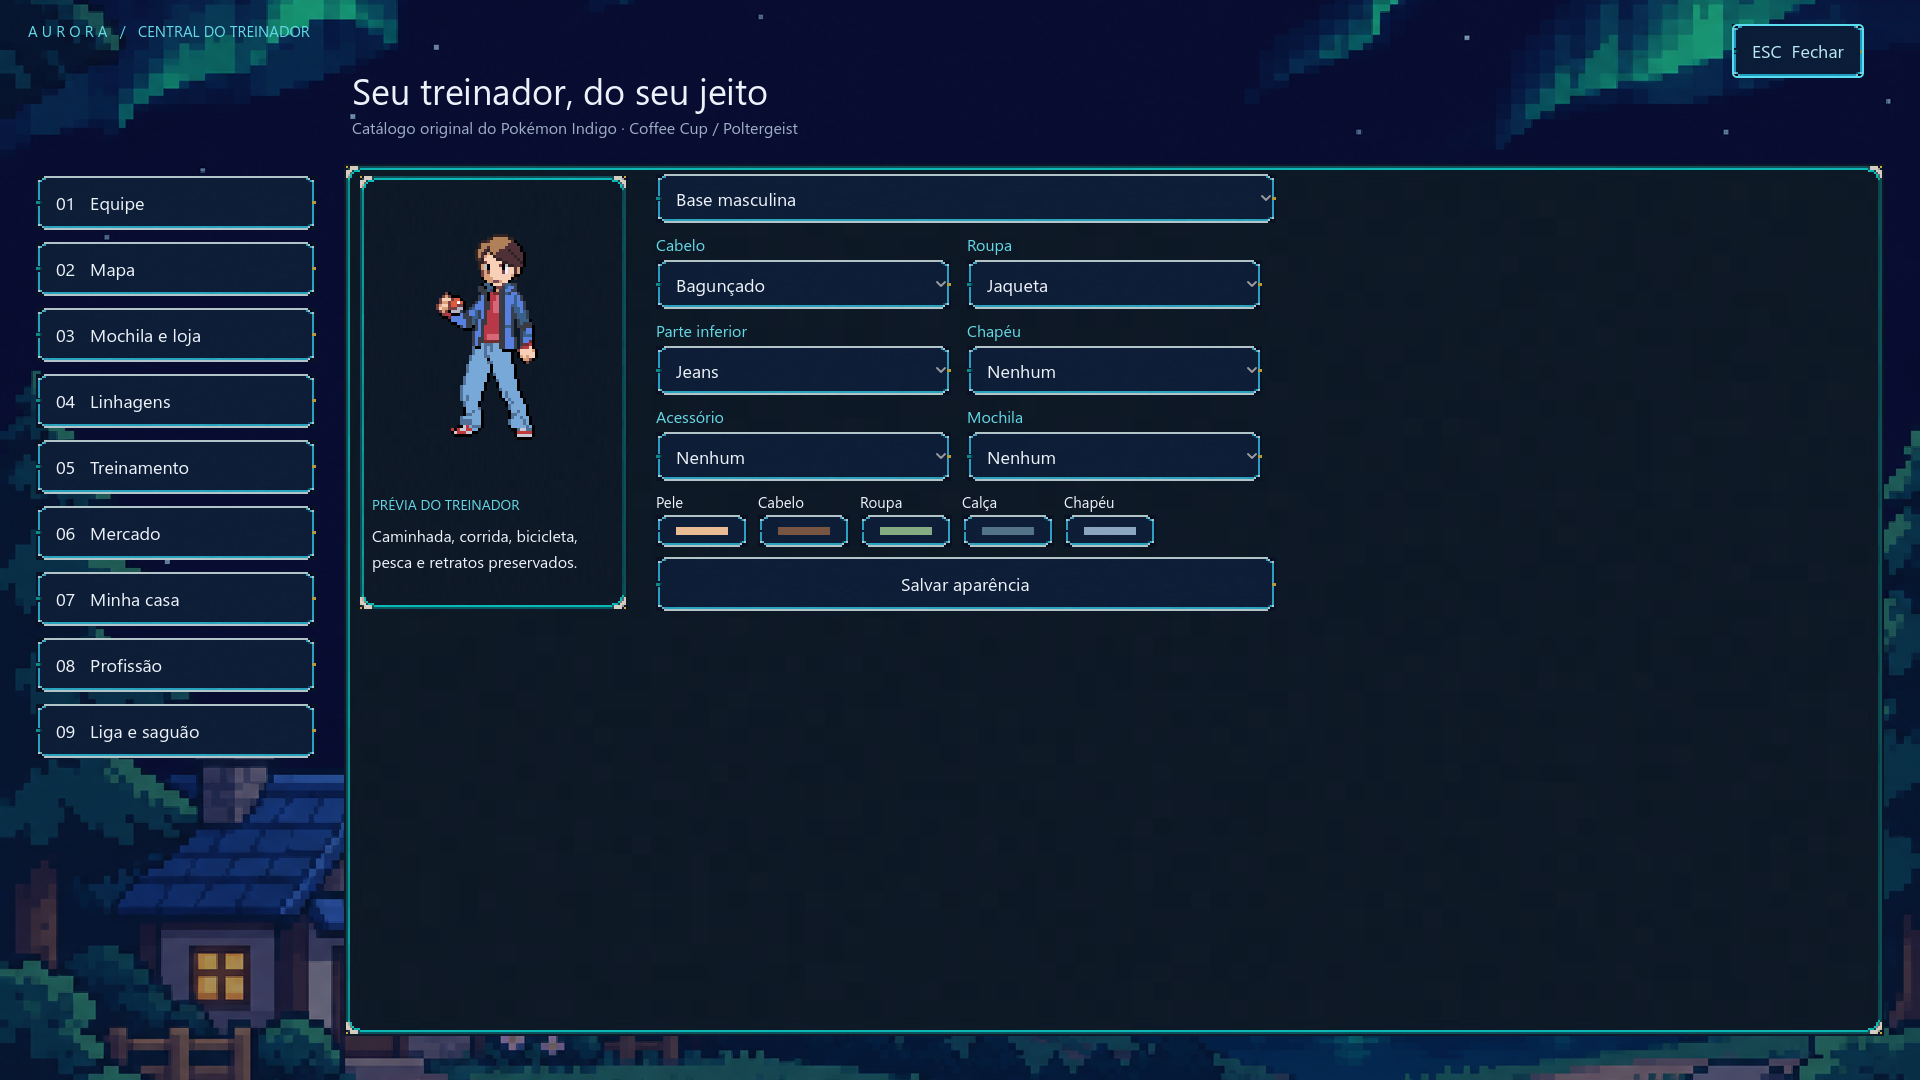 AURORA / CENTRAL DO TREINADOR
ESC Fechar
Seu treinador, do seu jeito
Catálogo original do Pokémon Indigo · Coffee Cup / Poltergeist
01 Equipe
02 Mapa
03 Mochila e loja
04 Linhagens
05 Treinamento
06 Mercado
07 Minha casa
08 Profissão
09 Liga e saguão
PRÉVIA DO TREINADOR
Caminhada, corrida, bicicleta,
pesca e retratos preservados.
Base masculina
Cabelo Roupa
Bagunçado Jaqueta
Parte inferior Chapéu
Jeans Nenhum
Acessório Mochila
Nenhum Nenhum
Pele Cabelo Roupa Calça Chapéu
Salvar aparência